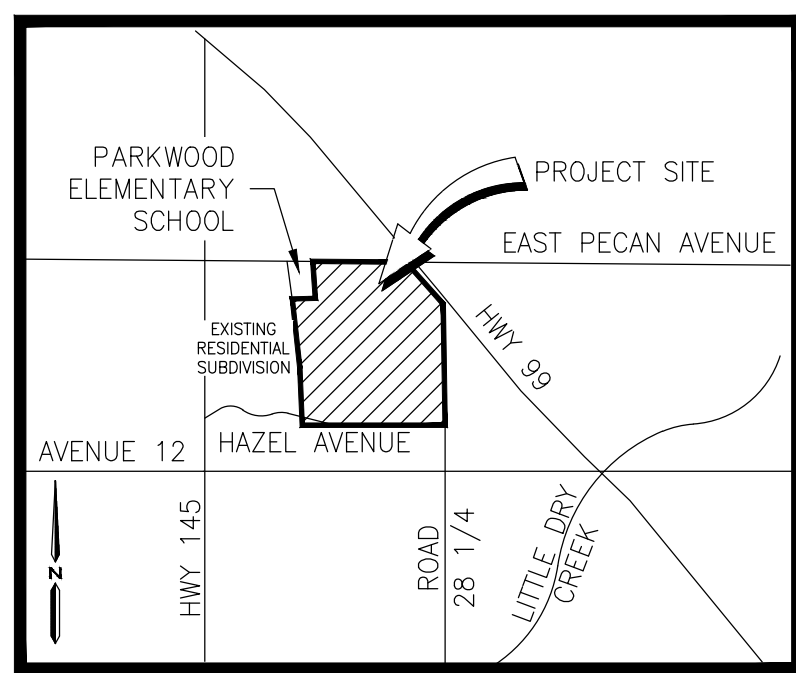 PARKWOOD
ELEMENTARY
SCHOOL
PROJECT SITE
EAST PECAN AVENUE
HWY 99
EXISTING
RESIDENTIAL
SUBDIVISION
HAZEL AVENUE
AVENUE 12
HWY 145
ROAD
28 1/4
LITTLE DRY
CREEK
N